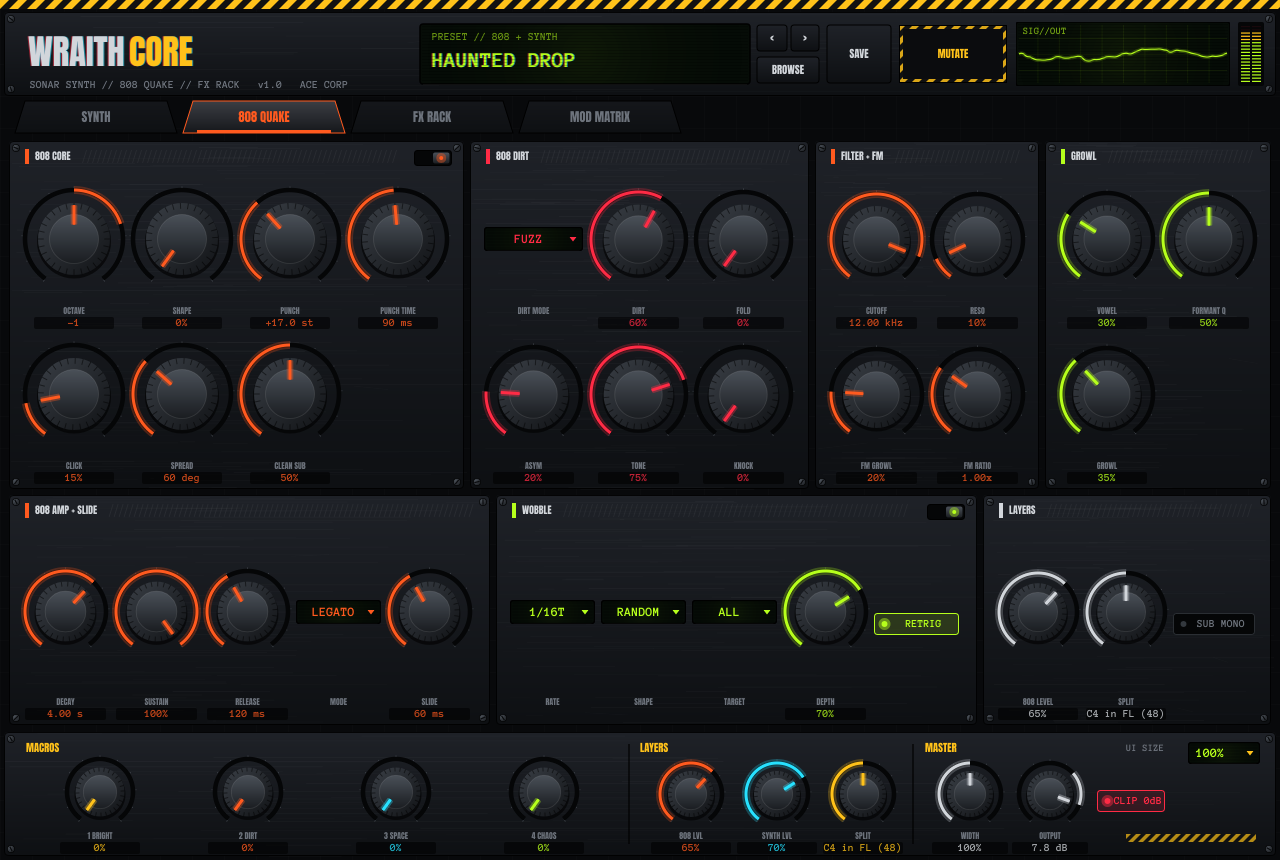 WRAITH CORE
SONAR SYNTH // 808 QUAKE // FX RACK v1.0 ACE CORP
PRESET // 808 + SYNTH
HAUNTED DROP
‹ ›
BROWSE
SAVE
MUTATE
SIG//OUT
SYNTH 808 QUAKE FX RACK MOD MATRIX
808 CORE
OCTAVE SHAPE PUNCH PUNCH TIME
-1 0% +17.0 st 90 ms
CLICK SPREAD CLEAN SUB
15% 60 deg 50%
808 DIRT
FUZZ
DIRT MODE DIRT FOLD
60% 0%
ASYM TONE KNOCK
20% 75% 0%
FILTER + FM
CUTOFF RESO
12.00 kHz 10%
FM GROWL FM RATIO
20% 1.00x
GROWL
VOWEL FORMANT Q
30% 50%
GROWL
35%
808 AMP + SLIDE
LEGATO
DECAY SUSTAIN RELEASE MODE SLIDE
4.00 s 100% 120 ms 60 ms
WOBBLE
1/16T RANDOM ALL RETRIG
RATE SHAPE TARGET DEPTH
70%
LAYERS
SUB MONO
808 LEVEL SPLIT
65% C4 in FL (48)
MACROS
1 BRIGHT 2 DIRT 3 SPACE 4 CHAOS
0% 0% 0% 0%
LAYERS
808 LVL SYNTH LVL SPLIT
65% 70% C4 in FL (48)
MASTER
UI SIZE 100%
CLIP 0dB
WIDTH OUTPUT
100% 7.8 dB